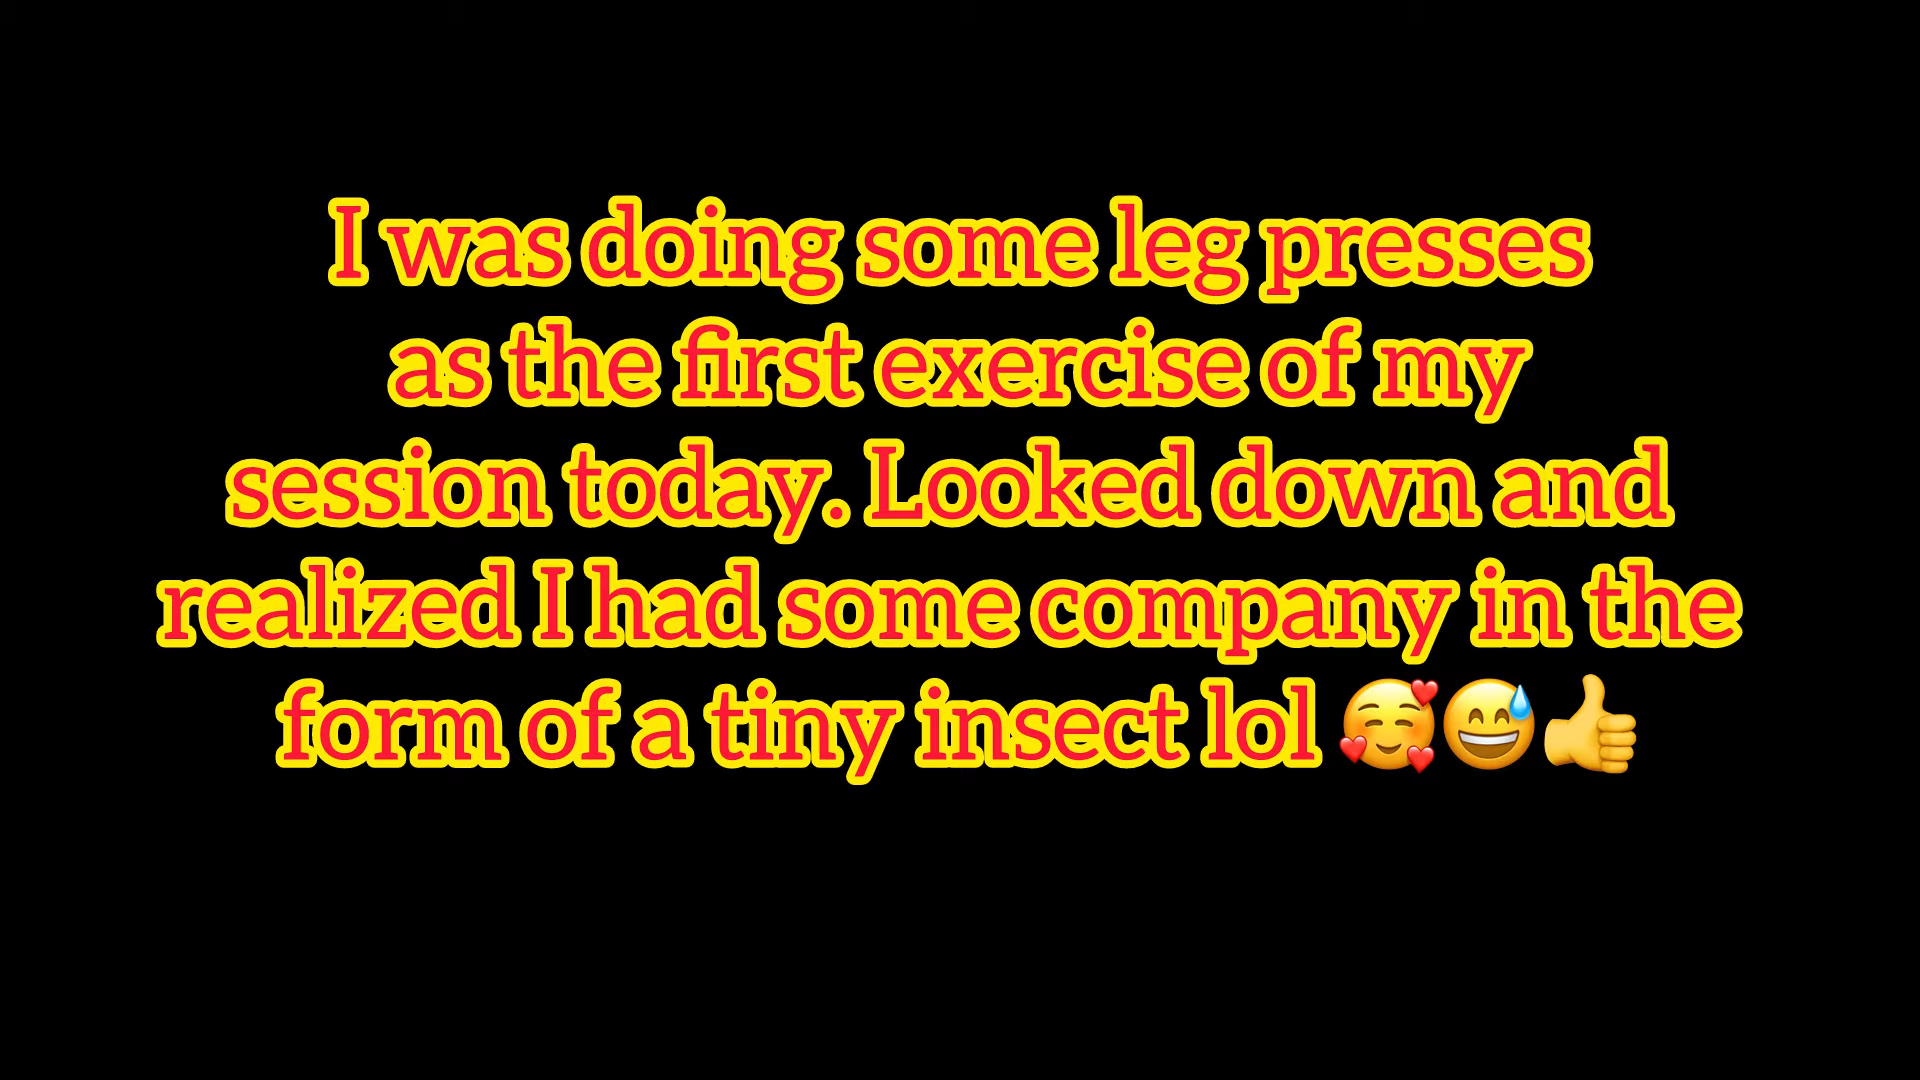 I was doing some leg presses
as the first exercise of my
session today. Looked down and
realized I had some company in the
form of a tiny insect lol 🥰😅👍